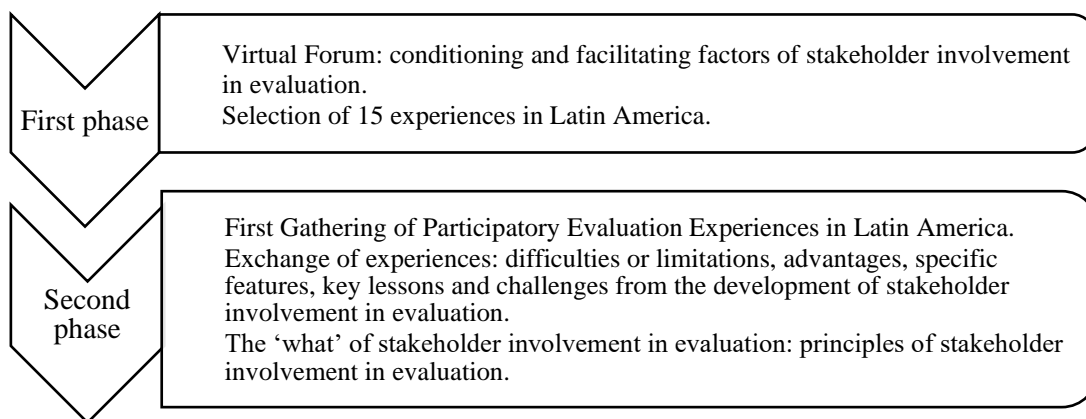 First phase
Virtual Forum: conditioning and facilitating factors of stakeholder involvement
in evaluation.
Selection of 15 experiences in Latin America.
Second
phase
First Gathering of Participatory Evaluation Experiences in Latin America.
Exchange of experiences: difficulties or limitations, advantages, specific
features, key lessons and challenges from the development of stakeholder
involvement in evaluation.
The ‘what’ of stakeholder involvement in evaluation: principles of stakeholder
involvement in evaluation.